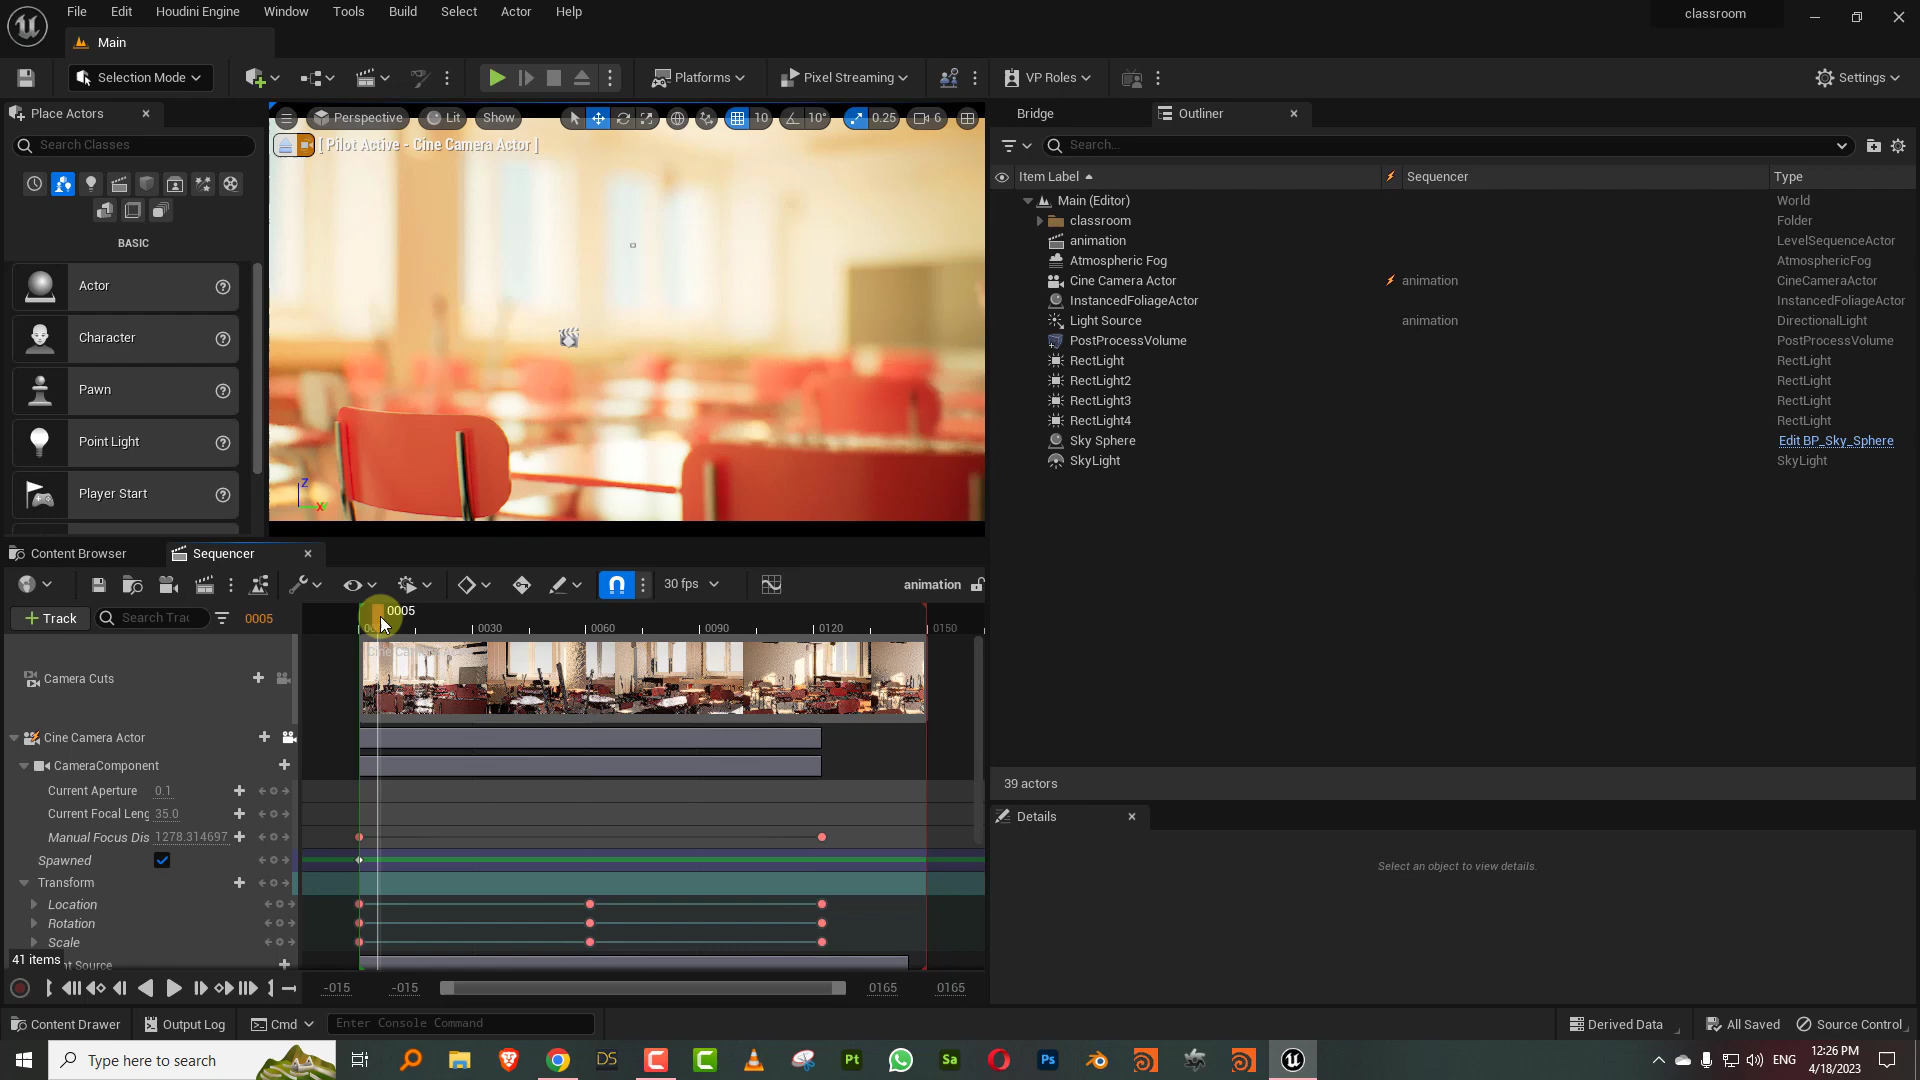 File Edit Houdini Engine Window Tools Build Select Actor Help
classroom
Main
Selection Mode
Platforms
Pixel Streaming
VP Roles
Settings
Place Actors
Search Classes
BASIC
Actor
Character
Pawn
Point Light
Player Start
Perspective Lit Show 10 10° 0.25 6
[ Pilot Active - Cine Camera Actor ]
Z
Bridge Outliner
Search...
Item Label Sequencer Type
Main (Editor) World
classroom Folder
animation LevelSequenceActor
Atmospheric Fog AtmosphericFog
Cine Camera Actor animation CineCameraActor
InstancedFoliageActor InstancedFoliageActor
Light Source animation DirectionalLight
PostProcessVolume PostProcessVolume
RectLight RectLight
RectLight2 RectLight
RectLight3 RectLight
RectLight4 RectLight
Sky Sphere Edit BP_Sky_Sphere
SkyLight SkyLight
39 actors
Details
Select an object to view details.
Content Browser Sequencer
30 fps animation
Track Search Trac 0005
0005
0030 0060 0090 0120 0150
Camera Cuts
Cine Camera Actor
CameraComponent
Current Aperture 0.1
Current Focal Leng 35.0
Manual Focus Dis 1278.314697
Spawned
Transform
Location
Rotation
Scale
41 items
-015 -015 0165 0165
Content Drawer Output Log Cmd Enter Console Command Derived Data All Saved Source Control
Type here to search
DS Pt Sa Ps
ENG
12:26 PM
4/18/2023